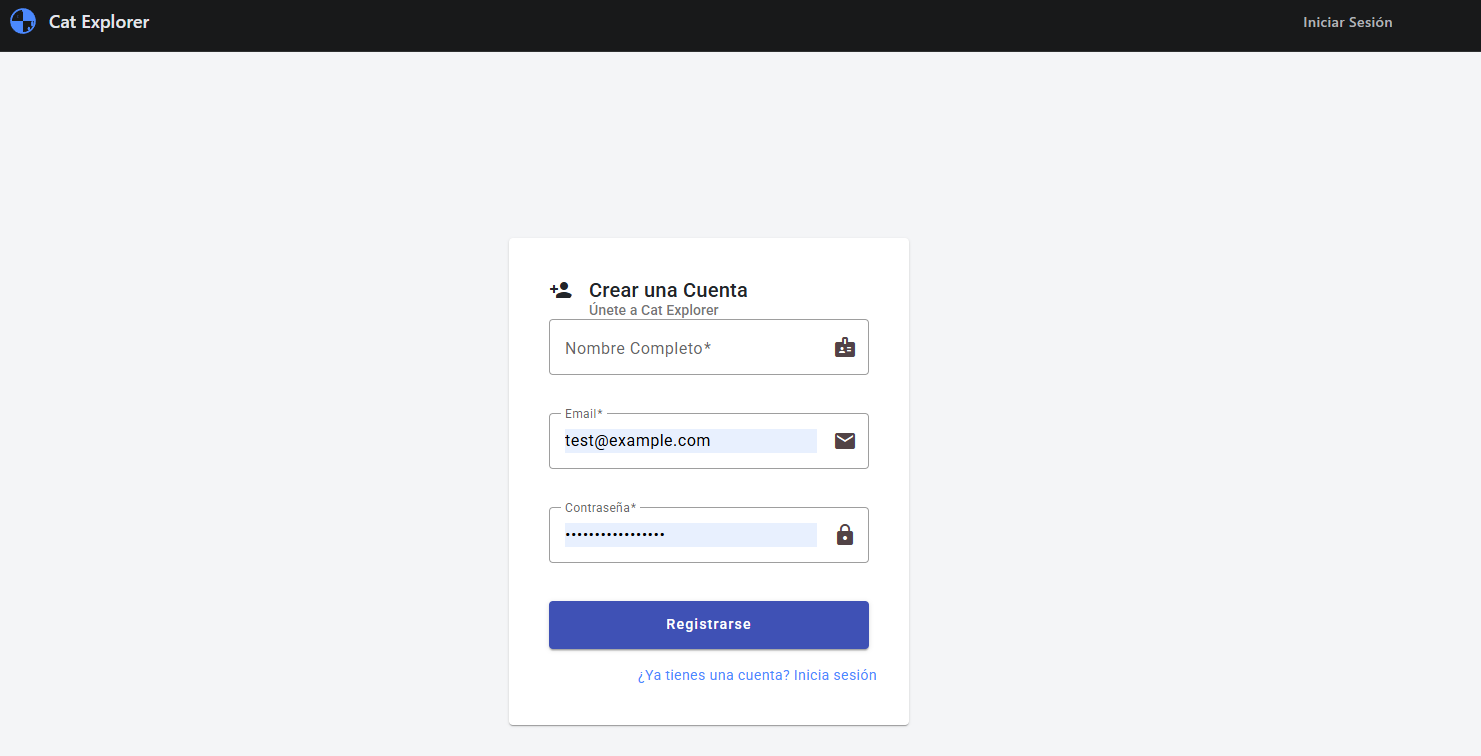 Cat Explorer
Iniciar Sesión
Crear una Cuenta
Únete a Cat Explorer
Nombre Completo*
Email*
test@example.com
Contraseña*
•••••••••••••••••
Registrarse
¿Ya tienes una cuenta? Inicia sesión